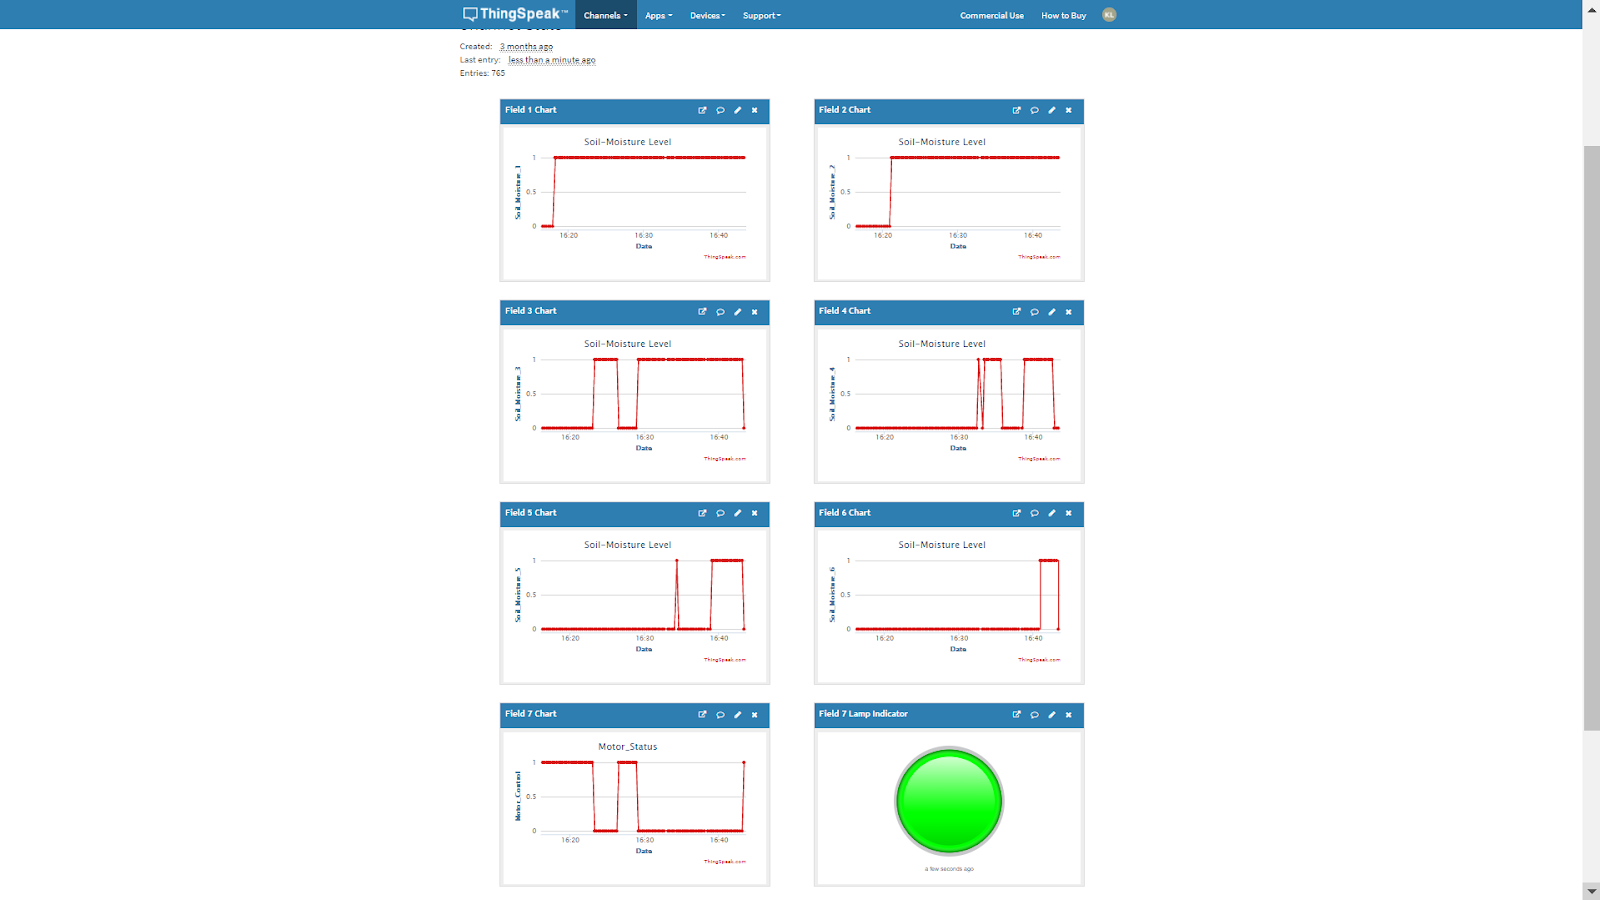 ThingSpeak™ Channels Apps Devices Support Commercial Use How to Buy KL
Created: 3 months ago
Last entry: less than a minute ago
Entries: 765
Field 1 Chart
Soil-Moisture Level
Soil_Moisture_1
1
0.5
0
16:20 16:30 16:40
Date
ThingSpeak.com
Field 2 Chart
Soil-Moisture Level
Soil_Moisture_2
1
0.5
0
16:20 16:30 16:40
Date
ThingSpeak.com
Field 3 Chart
Soil-Moisture Level
Soil_Moisture_3
1
0.5
0
16:20 16:30 16:40
Date
ThingSpeak.com
Field 4 Chart
Soil-Moisture Level
Soil_Moisture_4
1
0.5
0
16:20 16:30 16:40
Date
ThingSpeak.com
Field 5 Chart
Soil-Moisture Level
Soil_Moisture_5
1
0.5
0
16:20 16:30 16:40
Date
ThingSpeak.com
Field 6 Chart
Soil-Moisture Level
Soil_Moisture_6
1
0.5
0
16:20 16:30 16:40
Date
ThingSpeak.com
Field 7 Chart
Motor_Status
Motor_Control
1
0.5
0
16:20 16:30 16:40
Date
ThingSpeak.com
Field 7 Lamp Indicator
a few seconds ago